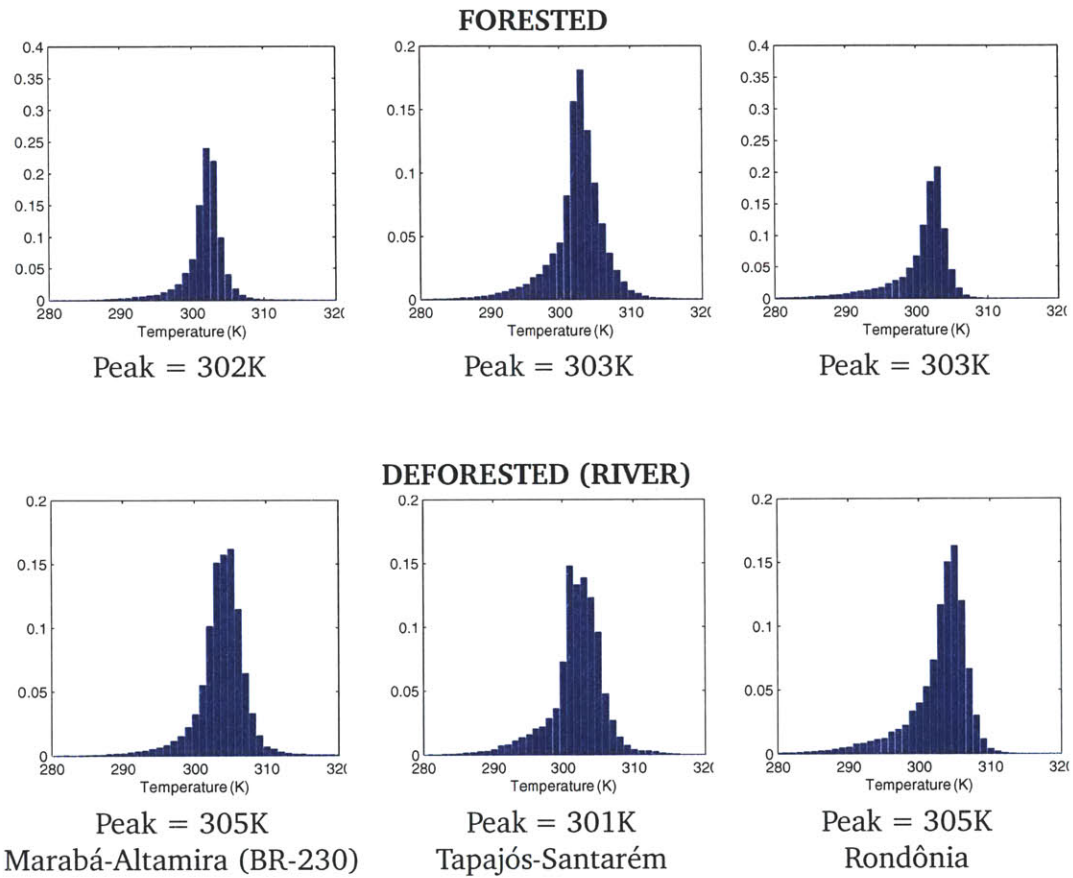 FORESTED
0.4
0.35
0.3
0.25
0.2
0.15
0.1
0.05
0
280 290 300 310 32(
Temperature (K)
Peak = 302K
0.2
0.15
0.1
0.05
0
280 290 300 310 32(
Temperature (K)
Peak = 303K
0.4
0.35
0.3
0.25
0.2
0.15
0.1
0.05
0
280 290 300 310 32(
Temperature (K)
Peak = 303K
DEFORESTED (RIVER)
0.2
0.15
0.1
0.05
0
280 290 300 310 32(
Temperature (K)
Peak = 305K
Marabá-Altamira (BR-230)
0.2
0.15
0.1
0.05
0
280 290 300 310 32(
Temperature (K)
Peak = 301K
Tapajós-Santarém
0.2
0.15
0.1
0.05
0
280 290 300 310 32(
Temperature (K)
Peak = 305K
Rondônia